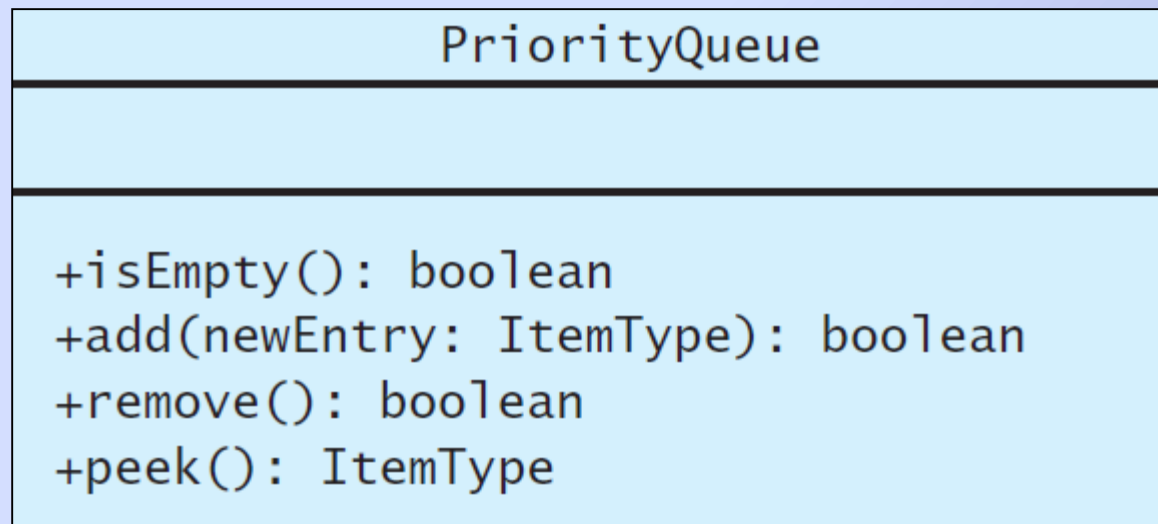 PriorityQueue
+isEmpty(): boolean
+add(newEntry: ItemType): boolean
+remove(): boolean
+peek(): ItemType